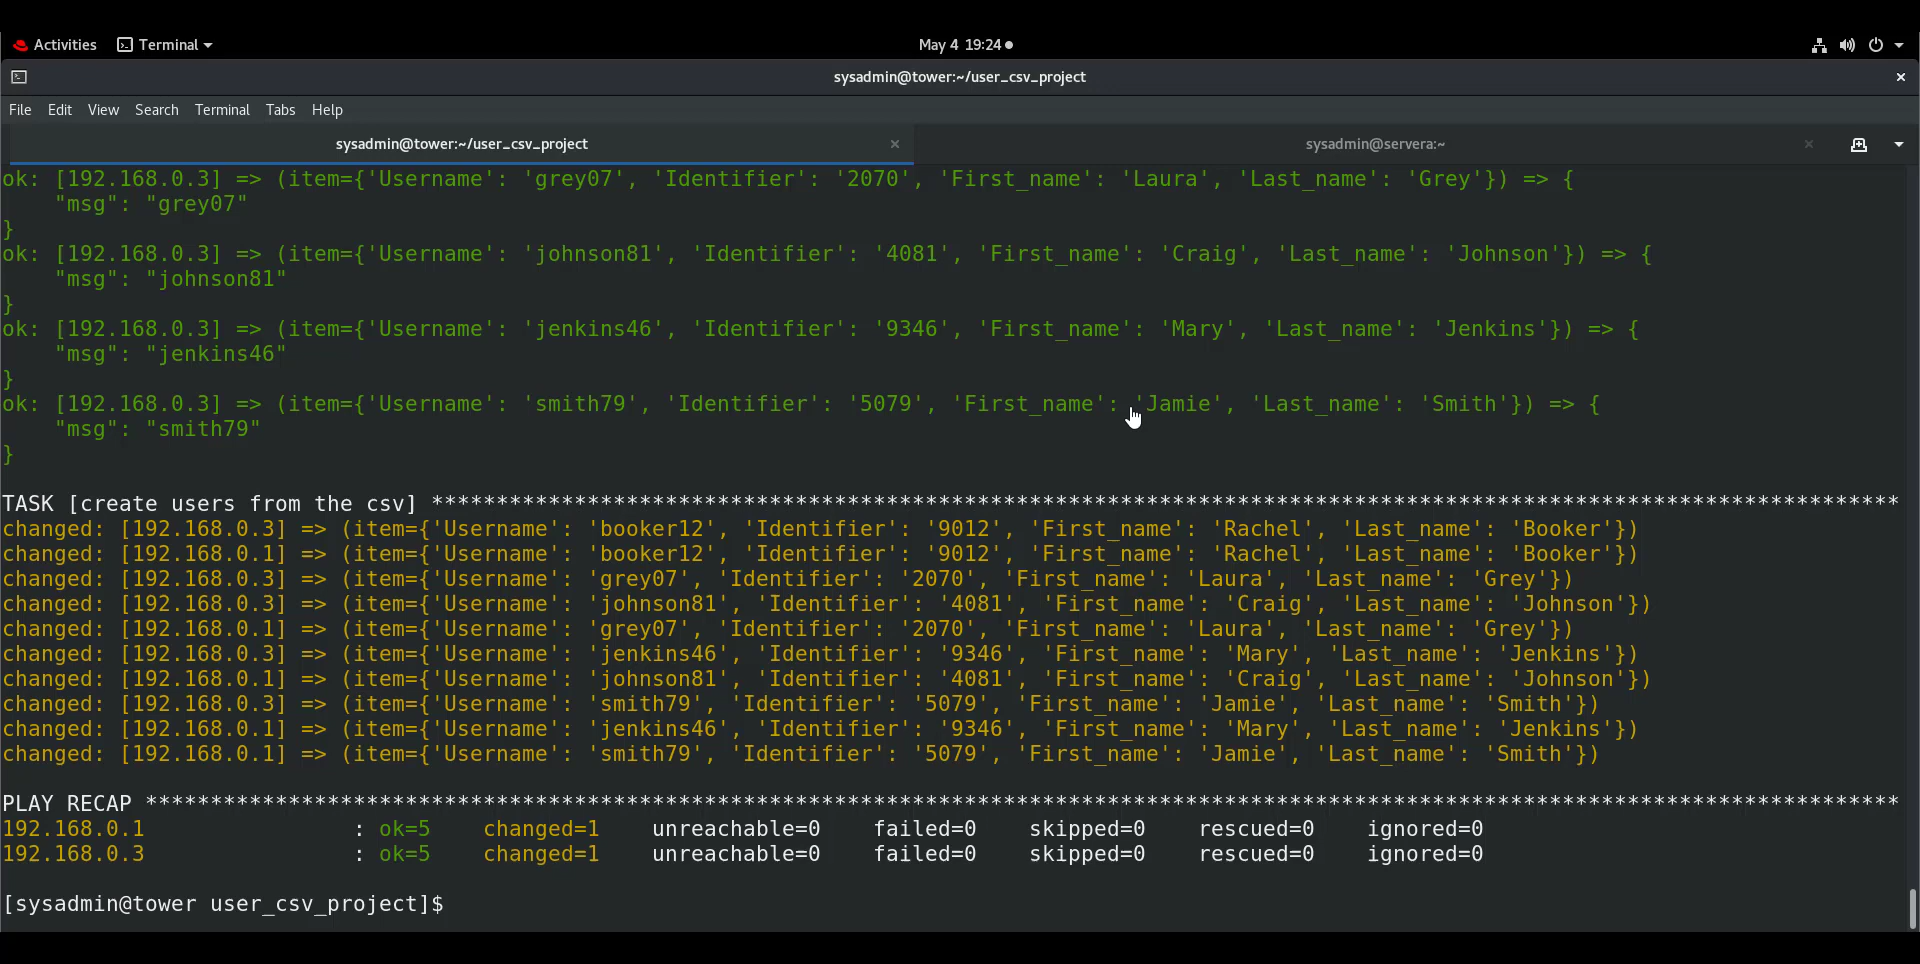 Activities Terminal May 4 19:24
sysadmin@tower:~/user_csv_project
File Edit View Search Terminal Tabs Help
sysadmin@tower:~/user_csv_project sysadmin@servera:~
ok: [192.168.0.3] => (item={'Username': 'grey07', 'Identifier': '2070', 'First_name': 'Laura', 'Last_name': 'Grey'}) => {
    "msg": "grey07"
}
ok: [192.168.0.3] => (item={'Username': 'johnson81', 'Identifier': '4081', 'First_name': 'Craig', 'Last_name': 'Johnson'}) => {
    "msg": "johnson81"
}
ok: [192.168.0.3] => (item={'Username': 'jenkins46', 'Identifier': '9346', 'First_name': 'Mary', 'Last_name': 'Jenkins'}) => {
    "msg": "jenkins46"
}
ok: [192.168.0.3] => (item={'Username': 'smith79', 'Identifier': '5079', 'First_name': 'Jamie', 'Last_name': 'Smith'}) => {
    "msg": "smith79"
}
TASK [create users from the csv] *****************************************************************************************************************
changed: [192.168.0.3] => (item={'Username': 'booker12', 'Identifier': '9012', 'First_name': 'Rachel', 'Last_name': 'Booker'})
changed: [192.168.0.1] => (item={'Username': 'booker12', 'Identifier': '9012', 'First_name': 'Rachel', 'Last_name': 'Booker'})
changed: [192.168.0.3] => (item={'Username': 'grey07', 'Identifier': '2070', 'First_name': 'Laura', 'Last_name': 'Grey'})
changed: [192.168.0.3] => (item={'Username': 'johnson81', 'Identifier': '4081', 'First_name': 'Craig', 'Last_name': 'Johnson'})
changed: [192.168.0.1] => (item={'Username': 'grey07', 'Identifier': '2070', 'First_name': 'Laura', 'Last_name': 'Grey'})
changed: [192.168.0.3] => (item={'Username': 'jenkins46', 'Identifier': '9346', 'First_name': 'Mary', 'Last_name': 'Jenkins'})
changed: [192.168.0.1] => (item={'Username': 'johnson81', 'Identifier': '4081', 'First_name': 'Craig', 'Last_name': 'Johnson'})
changed: [192.168.0.3] => (item={'Username': 'smith79', 'Identifier': '5079', 'First_name': 'Jamie', 'Last_name': 'Smith'})
changed: [192.168.0.1] => (item={'Username': 'jenkins46', 'Identifier': '9346', 'First_name': 'Mary', 'Last_name': 'Jenkins'})
changed: [192.168.0.1] => (item={'Username': 'smith79', 'Identifier': '5079', 'First_name': 'Jamie', 'Last_name': 'Smith'})
PLAY RECAP ***************************************************************************************************************************************
192.168.0.1                : ok=5    changed=1    unreachable=0    failed=0    skipped=0    rescued=0    ignored=0
192.168.0.3                : ok=5    changed=1    unreachable=0    failed=0    skipped=0    rescued=0    ignored=0
[sysadmin@tower user_csv_project]$